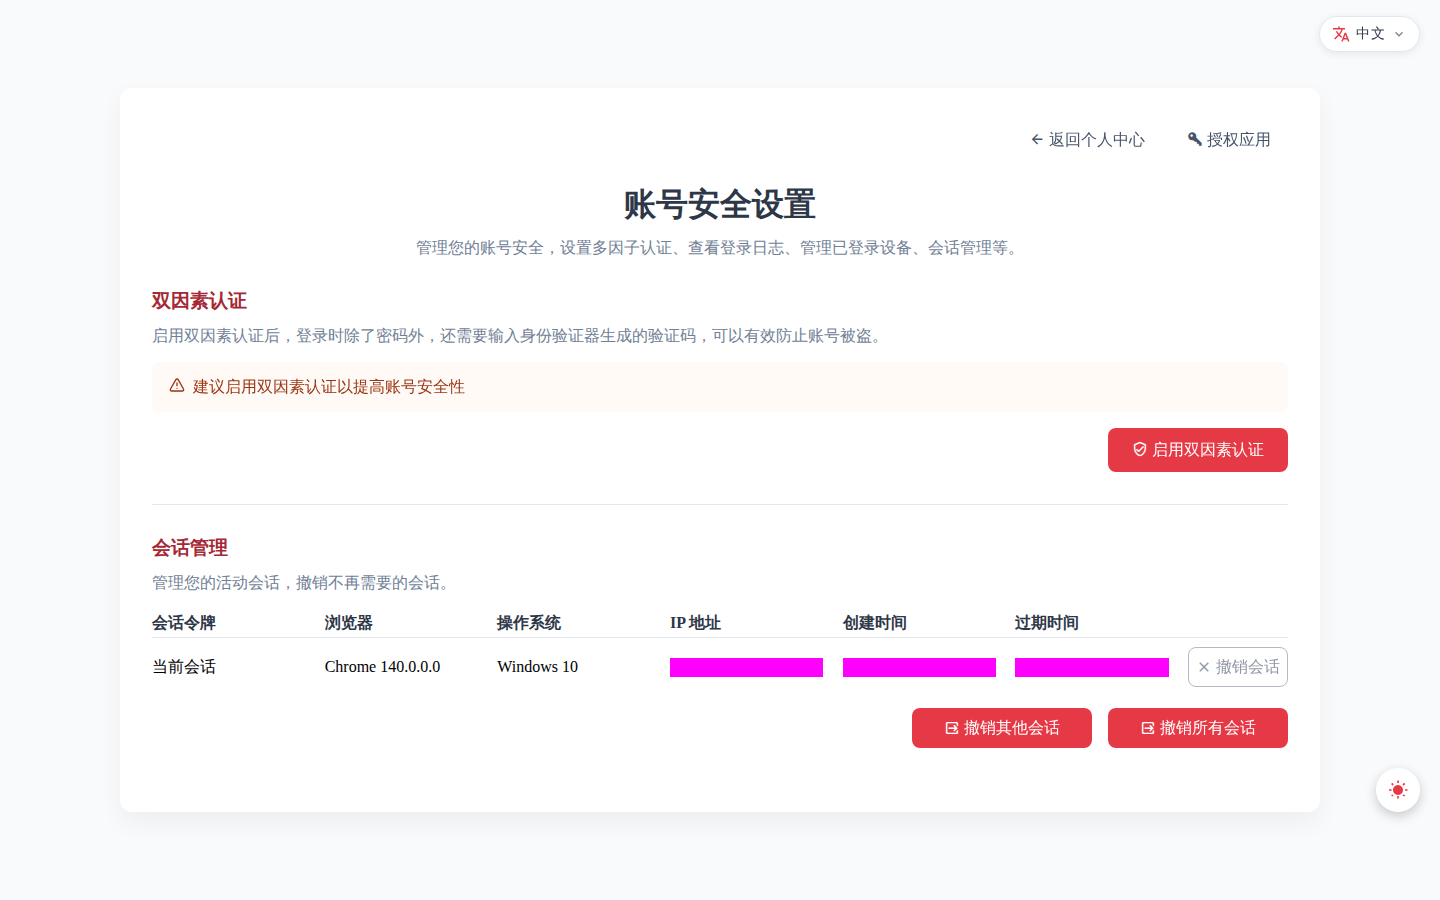 中文
返回个人中心
授权应用
账号安全设置
管理您的账号安全，设置多因子认证、查看登录日志、管理已登录设备、会话管理等。
双因素认证
启用双因素认证后，登录时除了密码外，还需要输入身份验证器生成的验证码，可以有效防止账号被盗。
建议启用双因素认证以提高账号安全性
启用双因素认证
会话管理
管理您的活动会话，撤销不再需要的会话。
会话令牌 浏览器 操作系统 IP 地址 创建时间 过期时间
当前会话 Chrome 140.0.0.0 Windows 10 撤销会话
撤销其他会话 撤销所有会话